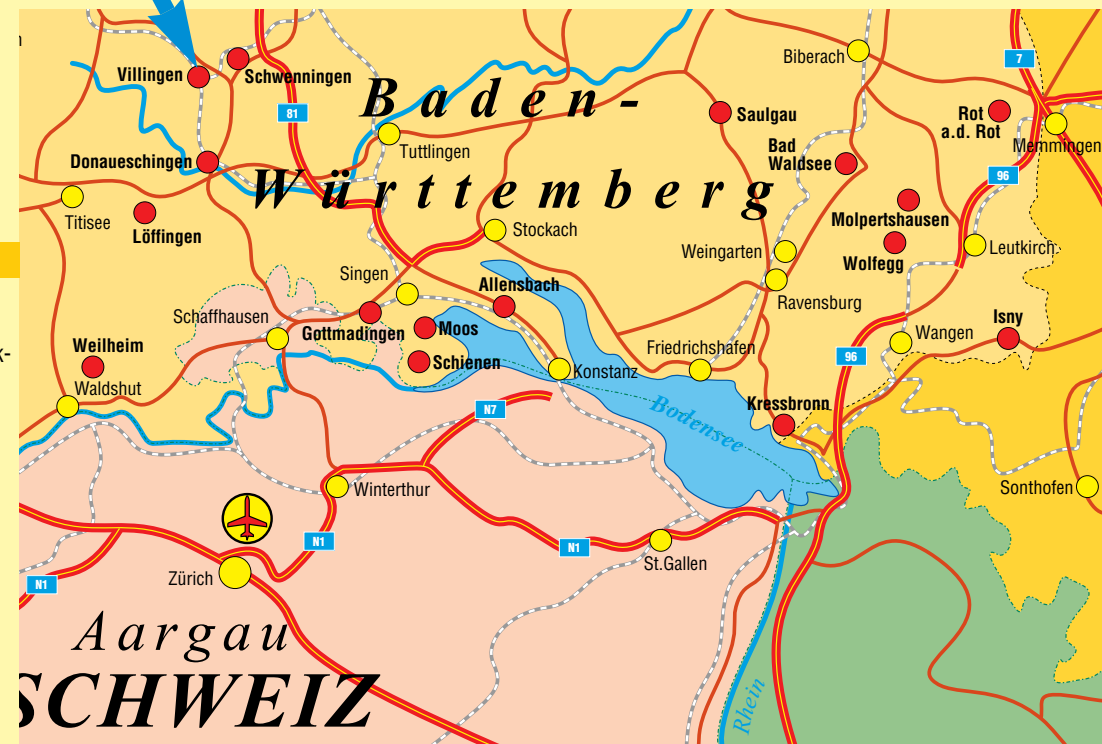 Biberach
7
Villingen
Schwenningen
Baden-
81
Saulgau
Rot
a.d. Rot
Memmingen
Tuttlingen
Donaueschingen
Bad
Waldsee
96
Württemberg
Titisee
Löffingen
Molpertshausen
Stockach
Weingarten
Wolfegg
Leutkirch
Singen
Allensbach
Ravensburg
Schaffhausen
Gottmadingen
Moos
Isny
Wangen
k-
Weilheim
Schienen
Konstanz
Friedrichshafen
96
Waldshut
N7
Bodensee
Kressbronn
Winterthur
Sonthofen
N1
N1
St.Gallen
Zürich
N1
Aargau
SCHWEIZ
Rhein